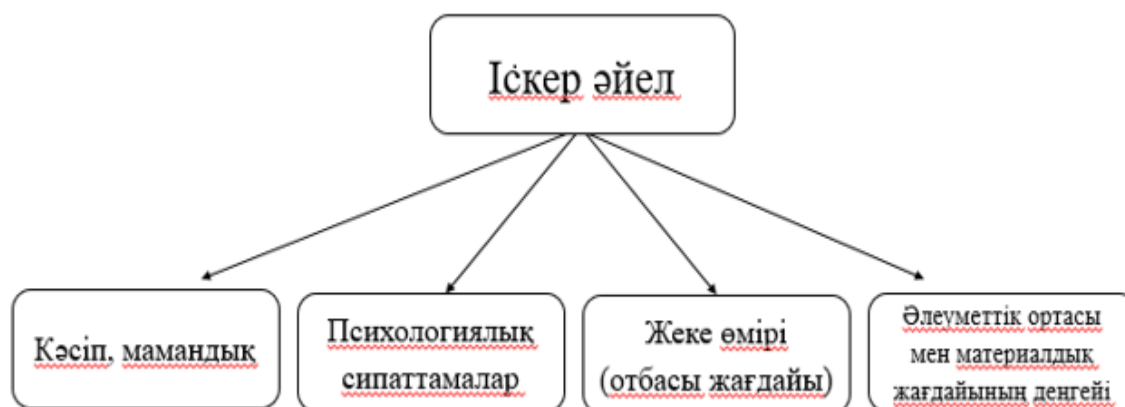 Іскер әйел
Кәсіп, мамандық
Психологиялық
сипаттамалар
Жеке өмірі
(отбасы жағдайы)
Әлеуметтік ортасы
мен материалдық
жағдайының деңгейі